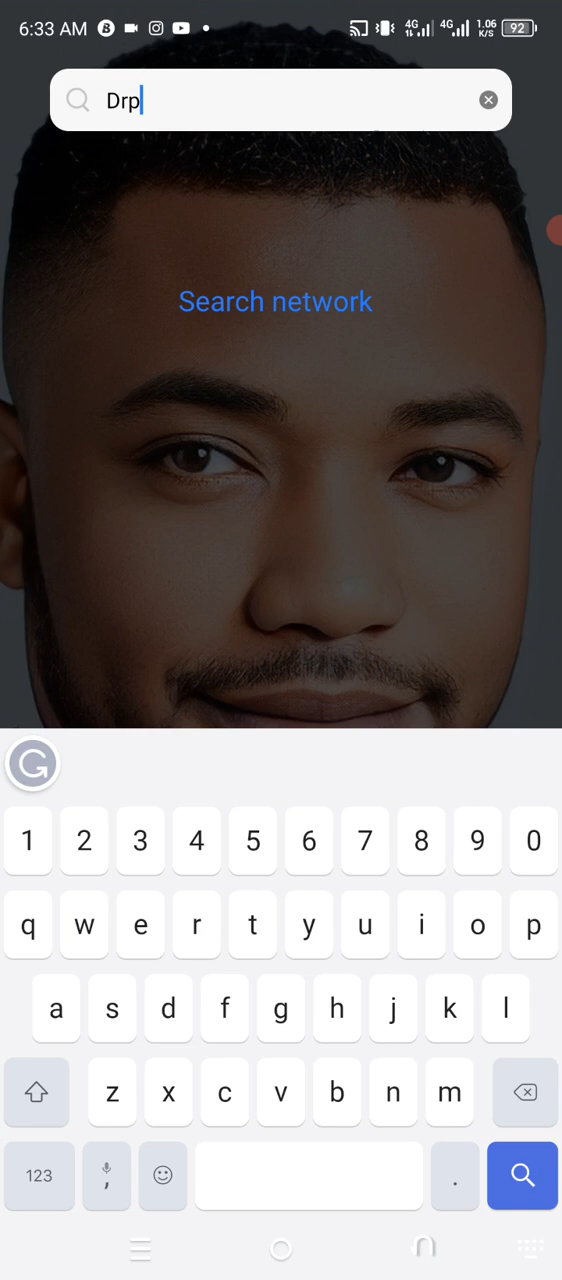 6:33 AM 4G 4G 1.06 K/S 92
Drp
Search network
1 2 3 4 5 6 7 8 9 0
q w e r t y u i o p
a s d f g h j k l
z x c v b n m
123 , .